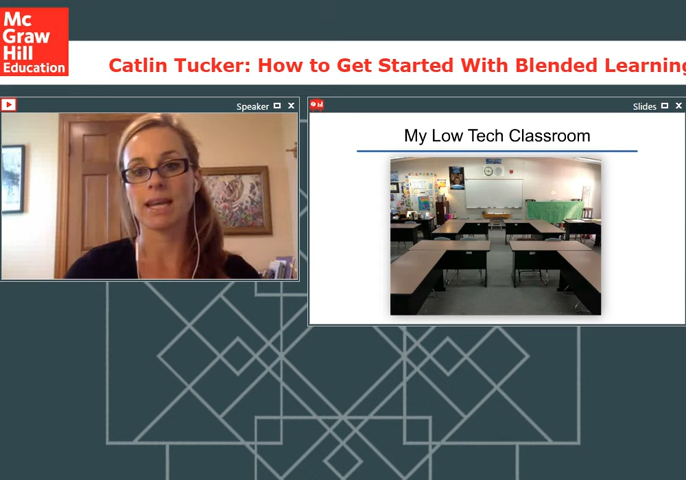 Mc
Graw
Hill
Education
Catlin Tucker: How to Get Started With Blended Learning
Speaker
Slides
My Low Tech Classroom